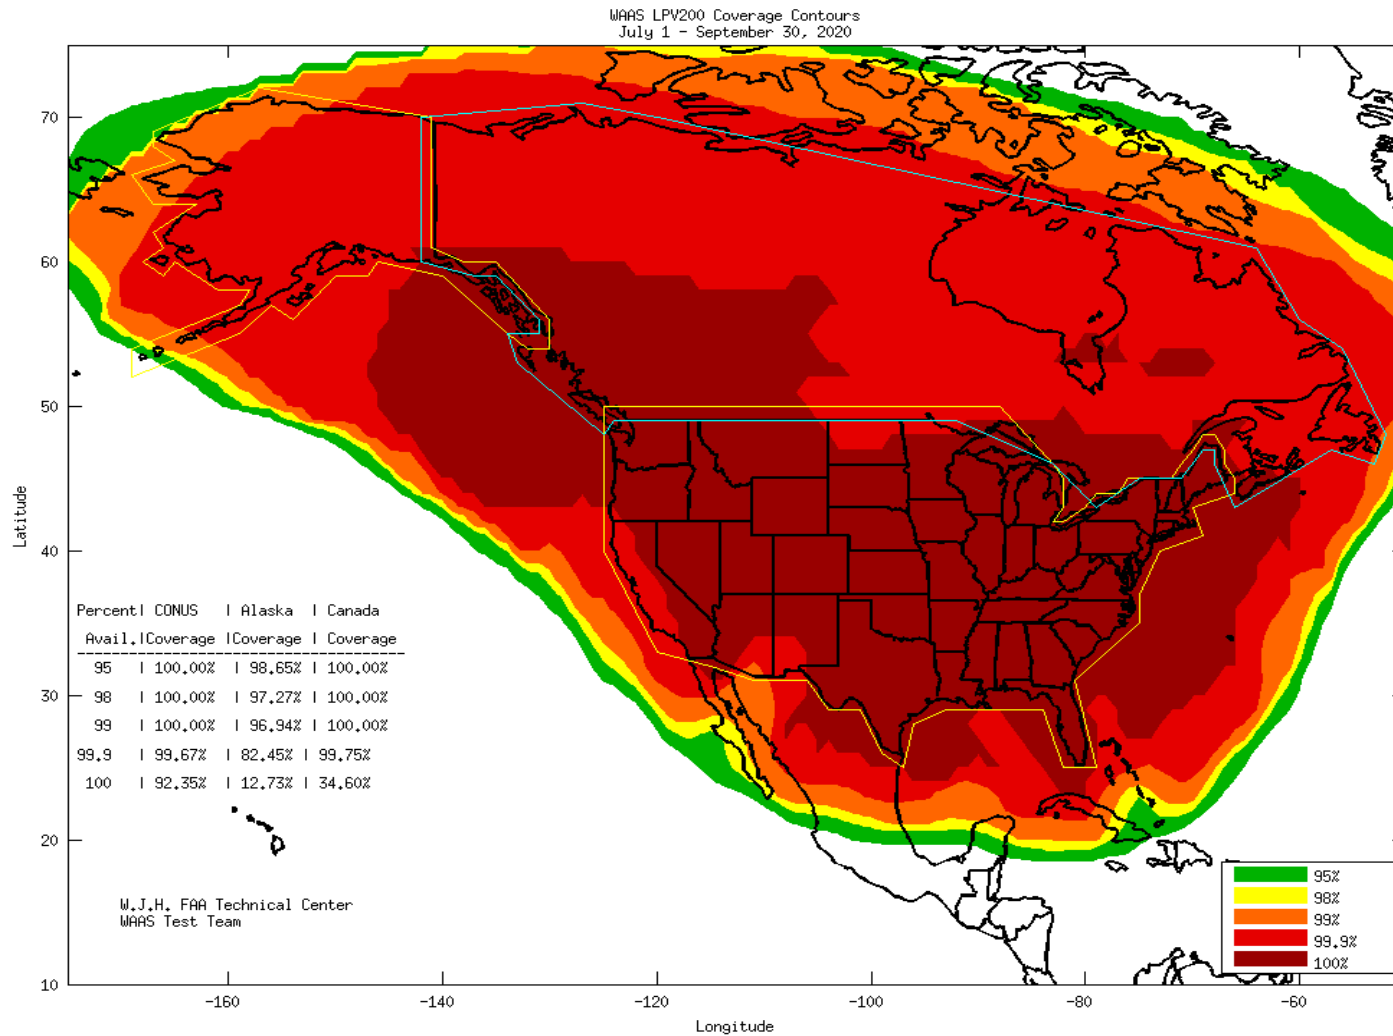 WAAS LPV200 Coverage Contours
July 1 - September 30, 2020
70
60
50
40
30
20
10
Latitude
Percent| CONUS | Alaska | Canada
Avail.|Coverage |Coverage | Coverage
95 | 100.00% | 98.65% | 100.00%
98 | 100.00% | 97.27% | 100.00%
99 | 100.00% | 96.94% | 100.00%
99.9 | 99.67% | 82.45% | 99.75%
100 | 92.35% | 12.73% | 34.60%
W.J.H. FAA Technical Center
WAAS Test Team
95%
98%
99%
99.9%
100%
-160 -140 -120 -100 -80 -60
Longitude